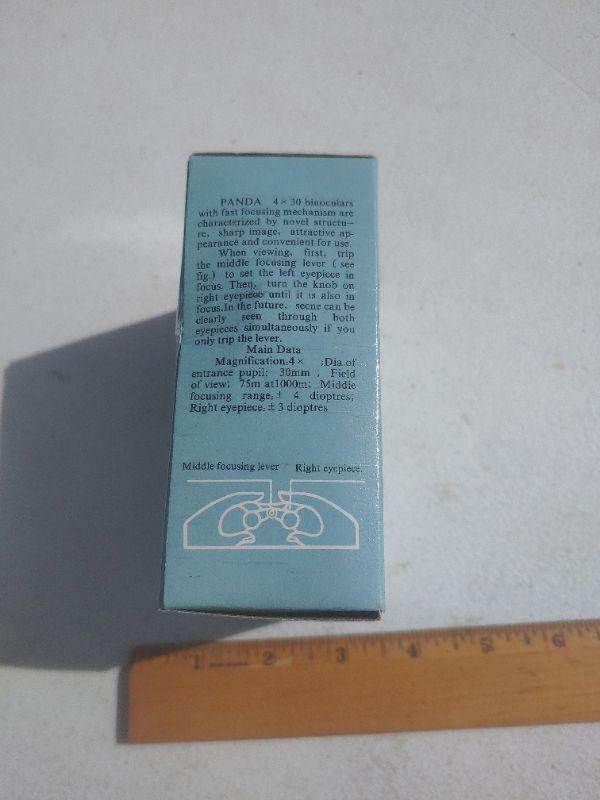 PANDA 4×30 binoculars
with fast focusing mechanism are
characterized by novel structu-
re, sharp image, attractive ap-
pearance and convenient for use.
When viewing, first, trip
the middle focusing lever ( see
fig.) to set the left eyepiece in
focus. Then, turn the knob on
right eyepiece until it is also in
focus.In the future, secne can be
clearly seen through both
eyepieces simultaneously if you
only trip the lever.
Main Data
Magnification:4× ;Dia of
entrance pupil: 30mm ; Field
of view: 75m at1000m; Middle
focusing range:± 4 dioptres;
Right eyepiece:±3 dioptres
Middle focusing lever Right eyepiece.
1 2 3 4 5 6